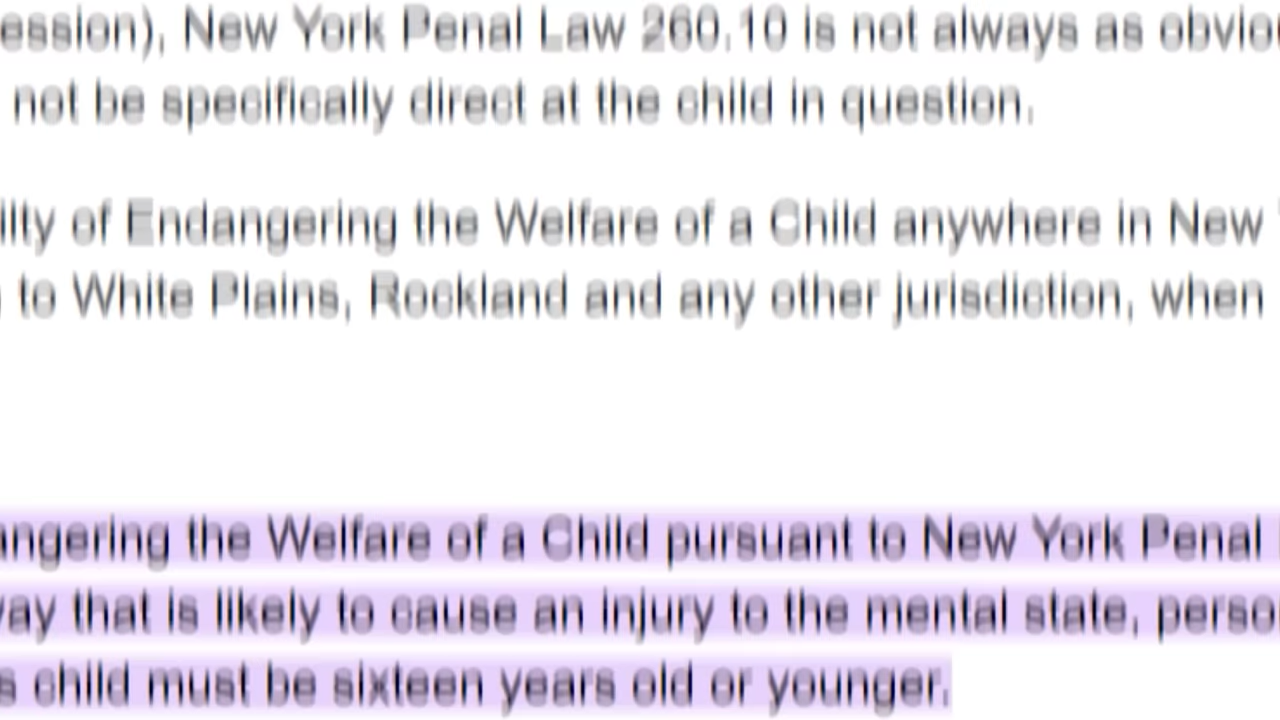 ession), New York Penal Law 260.10 is not always as obvio
not be specifically direct at the child in question.
ilty of Endangering the Welfare of a Child anywhere in New
to White Plains, Rockland and any other jurisdiction, when
angering the Welfare of a Child pursuant to New York Penal
way that is likely to cause an injury to the mental state, perso
s child must be sixteen years old or younger.